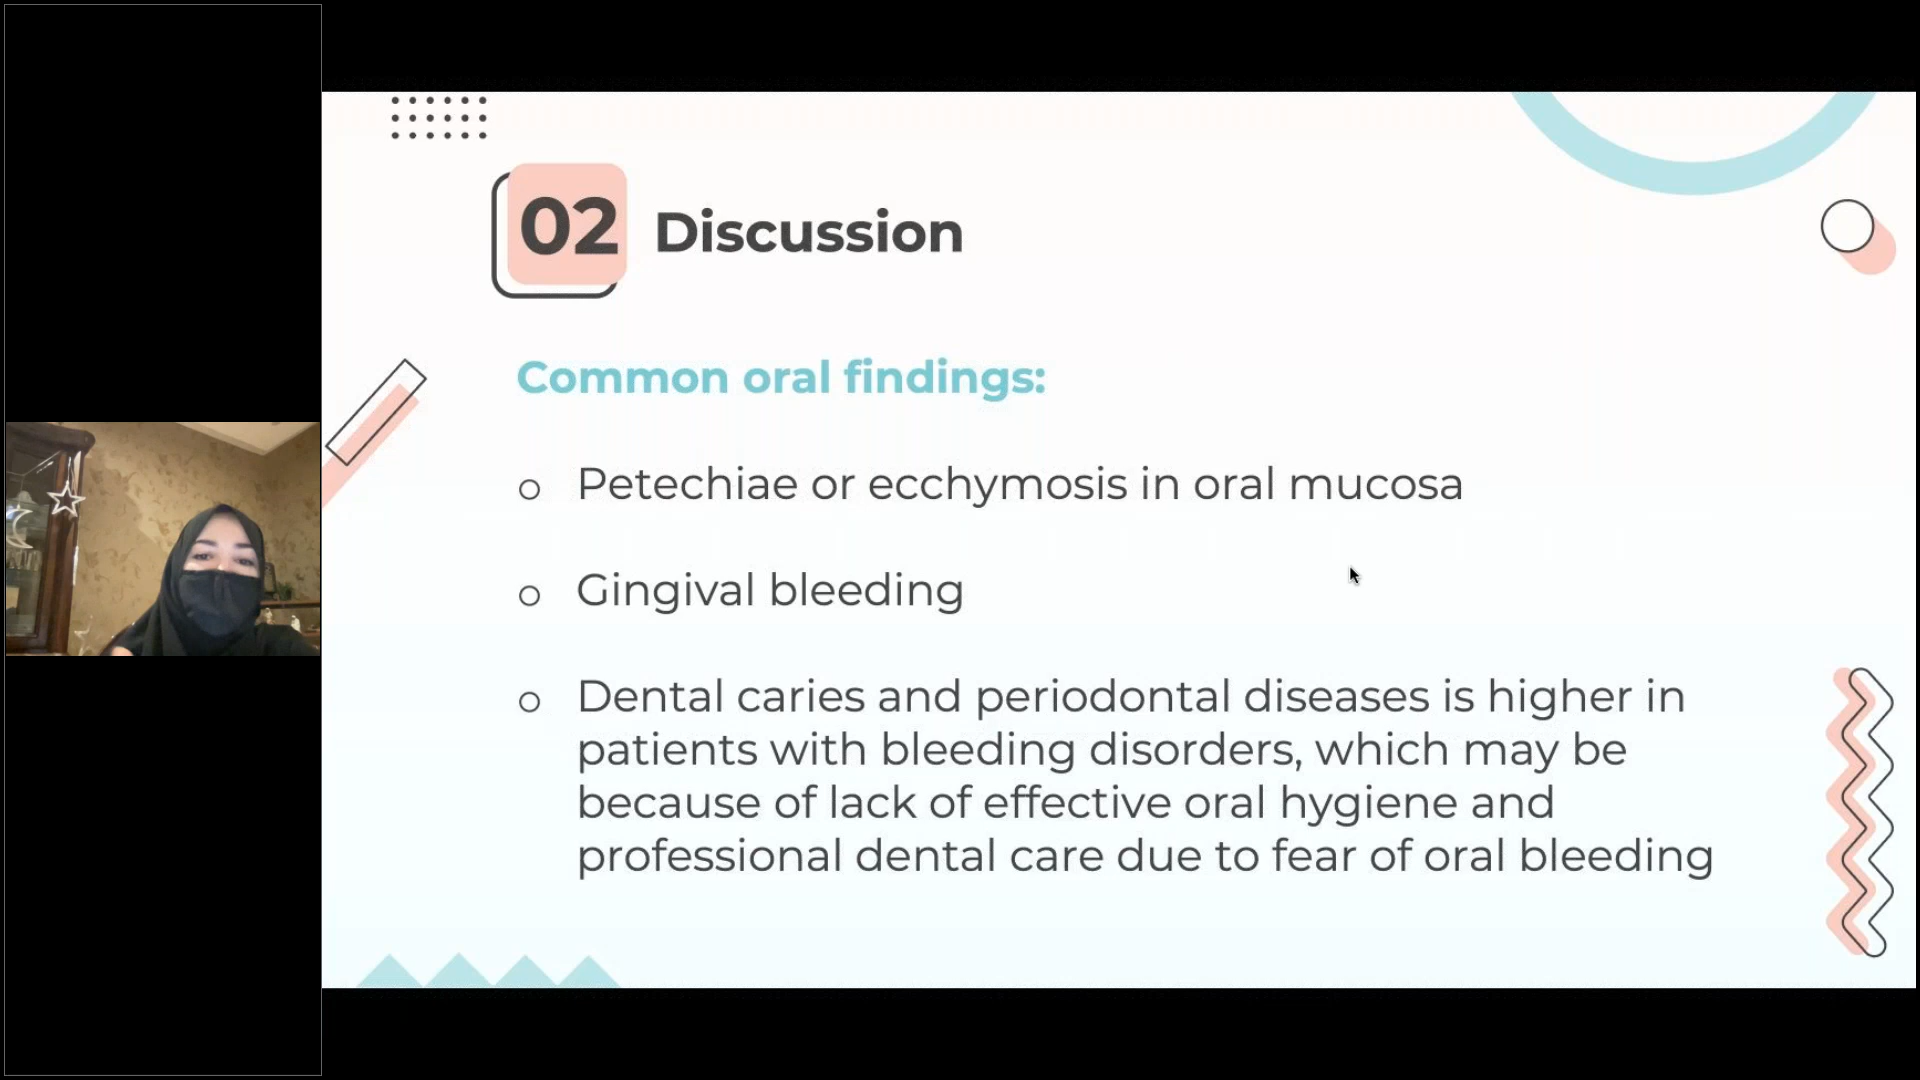 02 Discussion
Common oral findings:
Petechiae or ecchymosis in oral mucosa
Gingival bleeding
Dental caries and periodontal diseases is higher in
patients with bleeding disorders, which may be
because of lack of effective oral hygiene and
professional dental care due to fear of oral bleeding